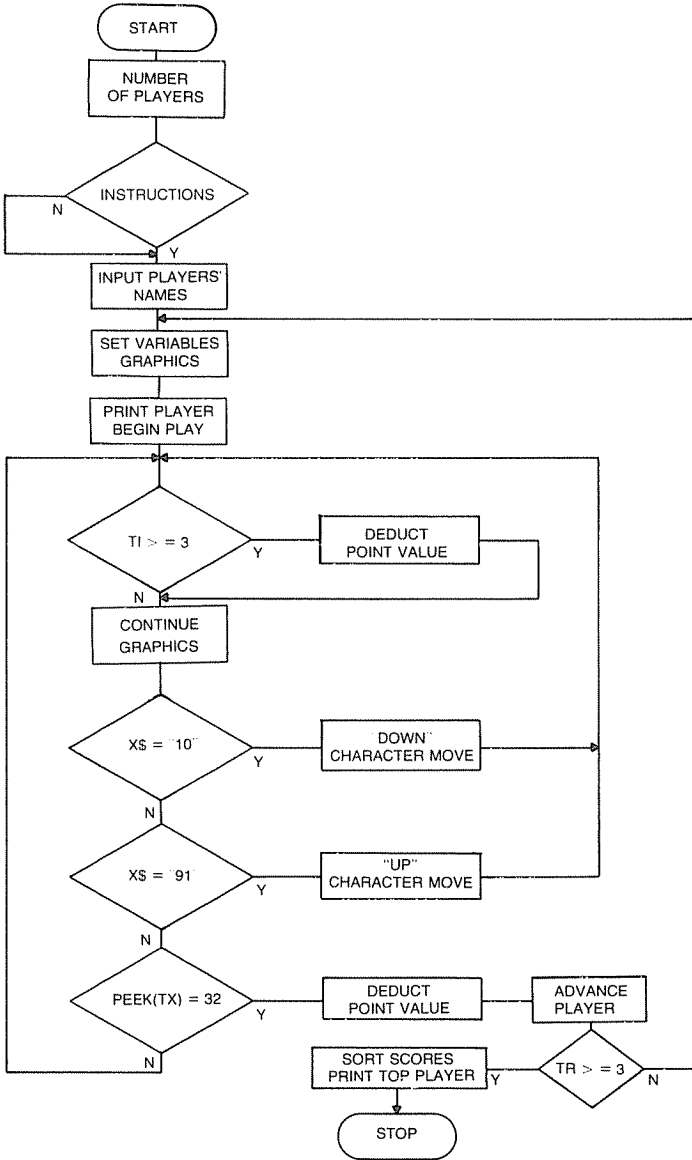 START
NUMBER
OF PLAYERS
INSTRUCTIONS
N
Y
INPUT PLAYERS'
NAMES
SET VARIABLES
GRAPHICS
PRINT PLAYER
BEGIN PLAY
TI > = 3
Y
DEDUCT
POINT VALUE
N
CONTINUE
GRAPHICS
X$ = "10"
Y
"DOWN"
CHARACTER MOVE
N
X$ = "91"
Y
"UP"
CHARACTER MOVE
N
PEEK(TX) = 32
Y
DEDUCT
POINT VALUE
ADVANCE
PLAYER
N
SORT SCORES
PRINT TOP PLAYER
Y
TR > = 3
N
STOP